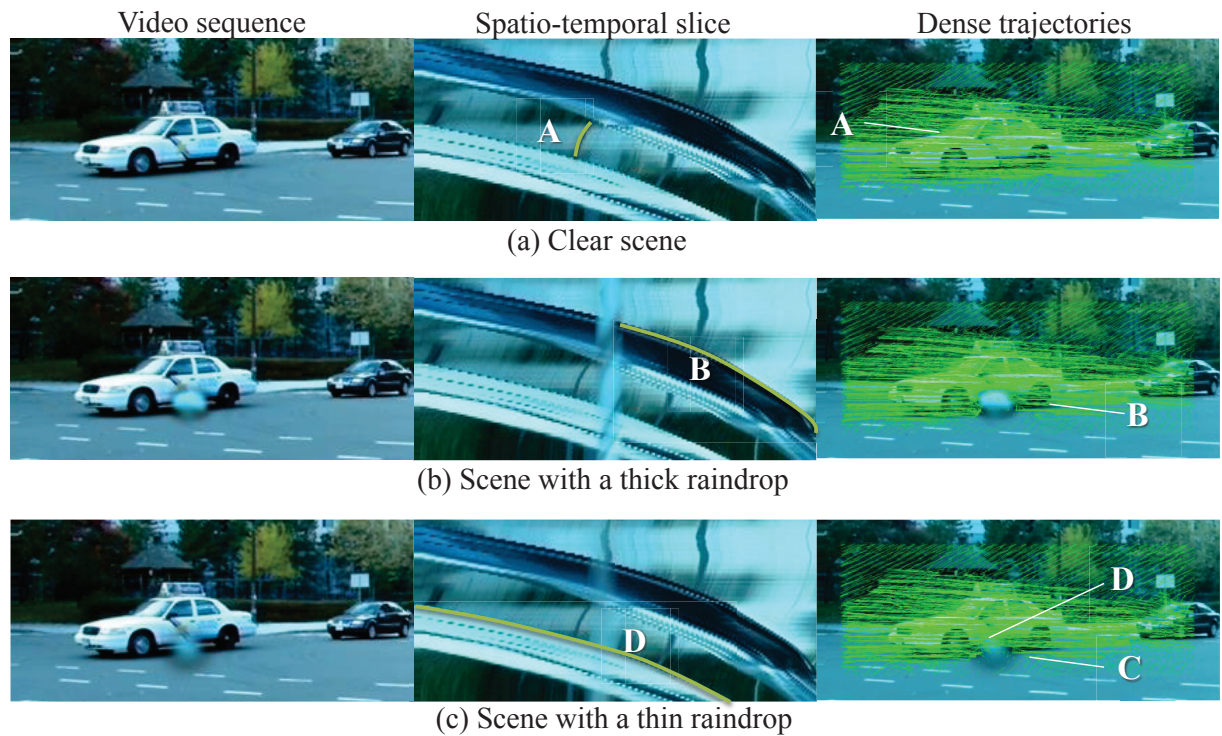 Video sequence
Spatio-temporal slice
Dense trajectories
A
A
(a) Clear scene
B
B
(b) Scene with a thick raindrop
D
D
C
(c) Scene with a thin raindrop